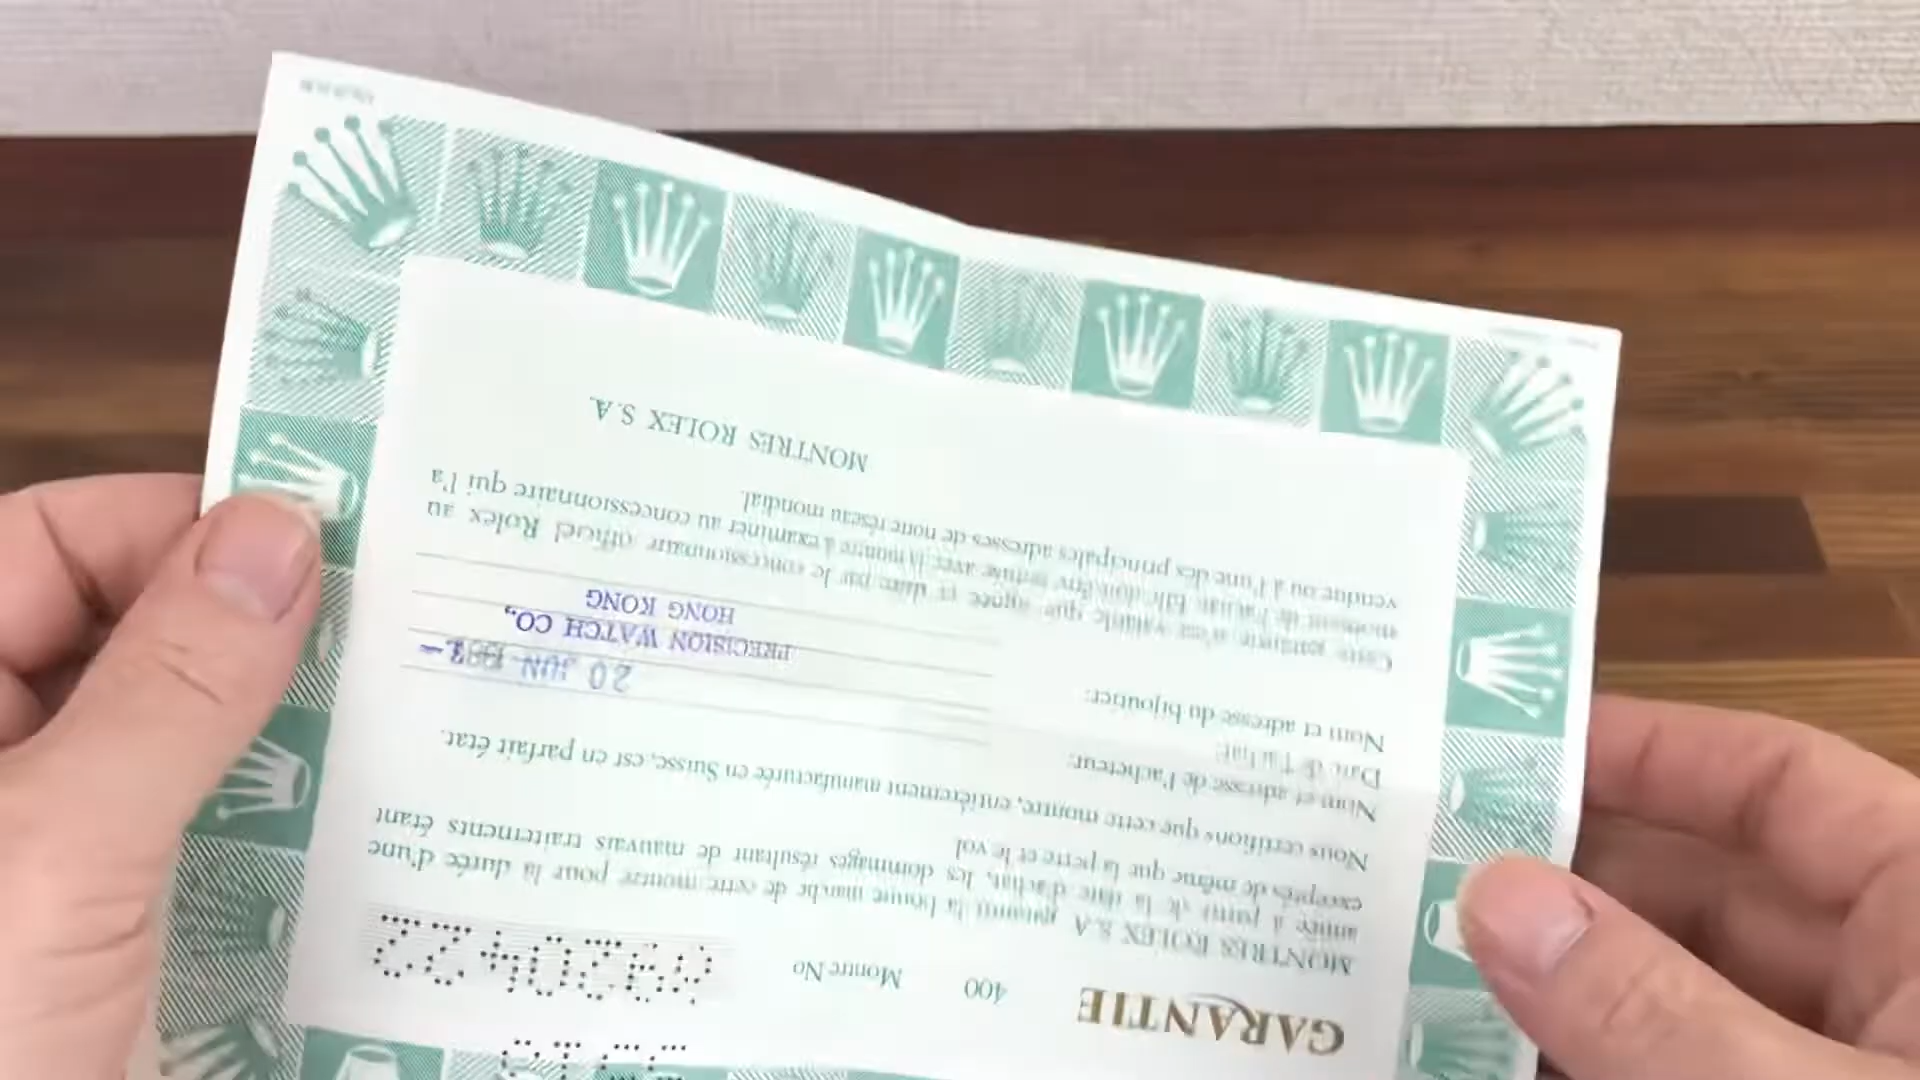 GARANTIE
400 Montre No
MONTRES ROLEX S.A. garantit la bonne marche de cette montre pour la durée d'une
année à partir de la date d'achat, les dommages résultant de mauvais traitements étant
exceptés de même que la perte et le vol
Nous certifions que cette montre, entièrement manufacturée en Suisse, est en parfait état.
Nom et adresse de l'acheteur:
Date de l'achat:
20 JUN
Nom et adresse du bijoutier:
PRECISION WATCH CO.,
HONG KONG
Cette garantie n'est valable que signée et datée par le concessionnaire officiel Rolex au
moment de l'achat. Elle doit être remise avec la montre à examiner au concessionnaire qui l'a
vendue ou à l'une des principales adresses de notre réseau mondial.
MONTRES ROLEX S.A.